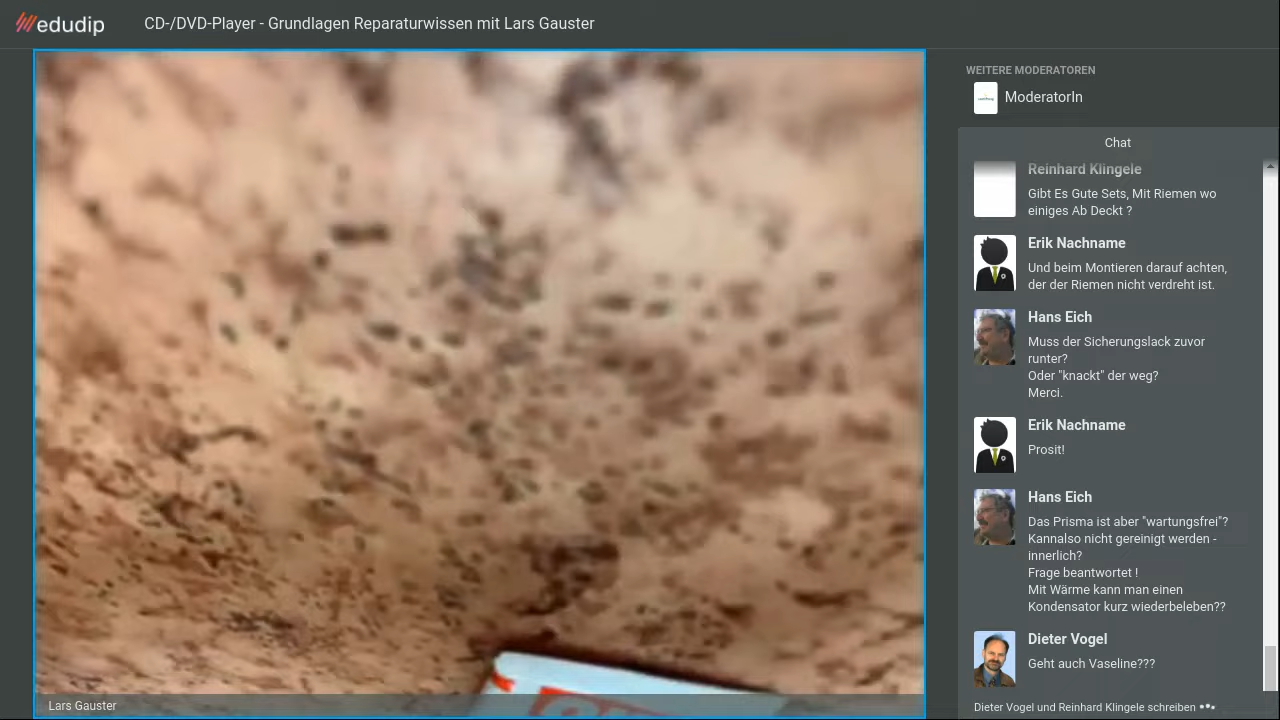 edudip
CD-/DVD-Player - Grundlagen Reparaturwissen mit Lars Gauster
WEITERE MODERATOREN
ModeratorIn
Chat
Reinhard Klingele
Gibt Es Gute Sets, Mit Riemen wo
einiges Ab Deckt ?
Erik Nachname
Und beim Montieren darauf achten,
der der Riemen nicht verdreht ist.
Hans Eich
Muss der Sicherungslack zuvor
runter?
Oder "knackt" der weg?
Merci.
Erik Nachname
Prosit!
Hans Eich
Das Prisma ist aber "wartungsfrei"?
Kannalso nicht gereinigt werden -
innerlich?
Frage beantwortet !
Mit Wärme kann man einen
Kondensator kurz wiederbeleben??
Dieter Vogel
Geht auch Vaseline???
Dieter Vogel und Reinhard Klingele schreiben
Lars Gauster